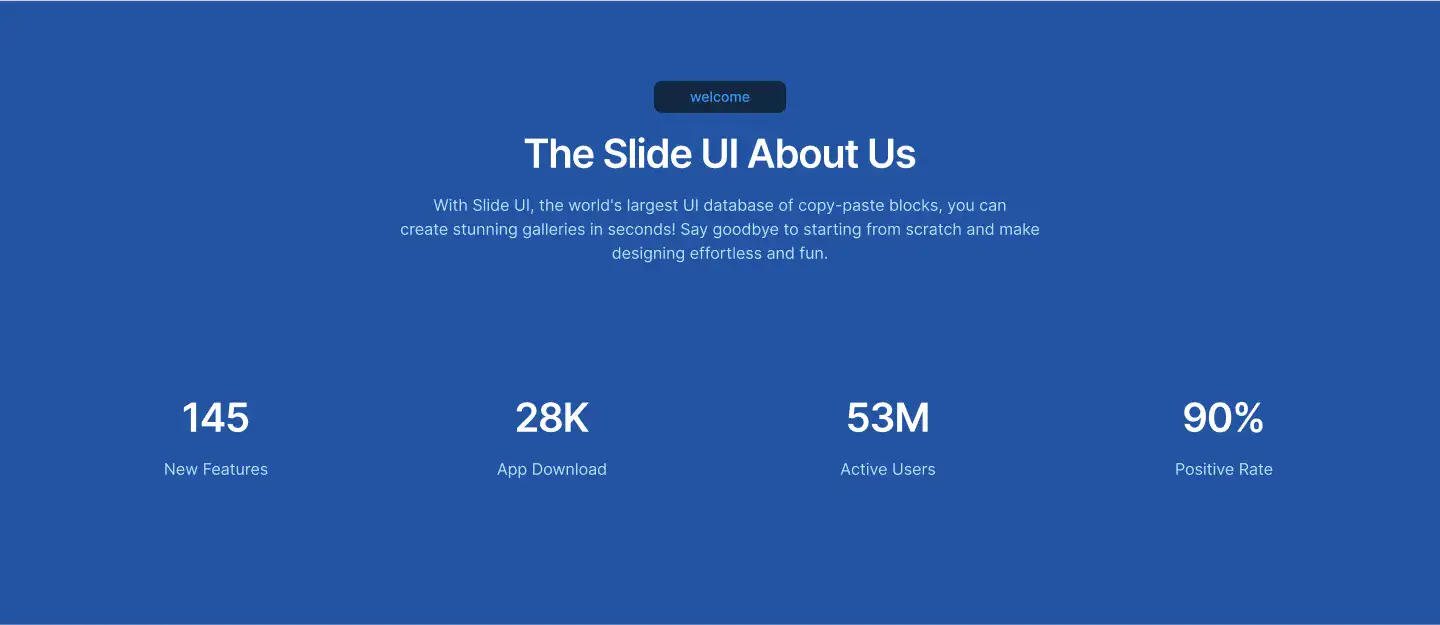 welcome
The Slide UI About Us
With Slide UI, the world's largest UI database of copy-paste blocks, you can
create stunning galleries in seconds! Say goodbye to starting from scratch and make
designing effortless and fun.
145
New Features
28K
App Download
53M
Active Users
90%
Positive Rate